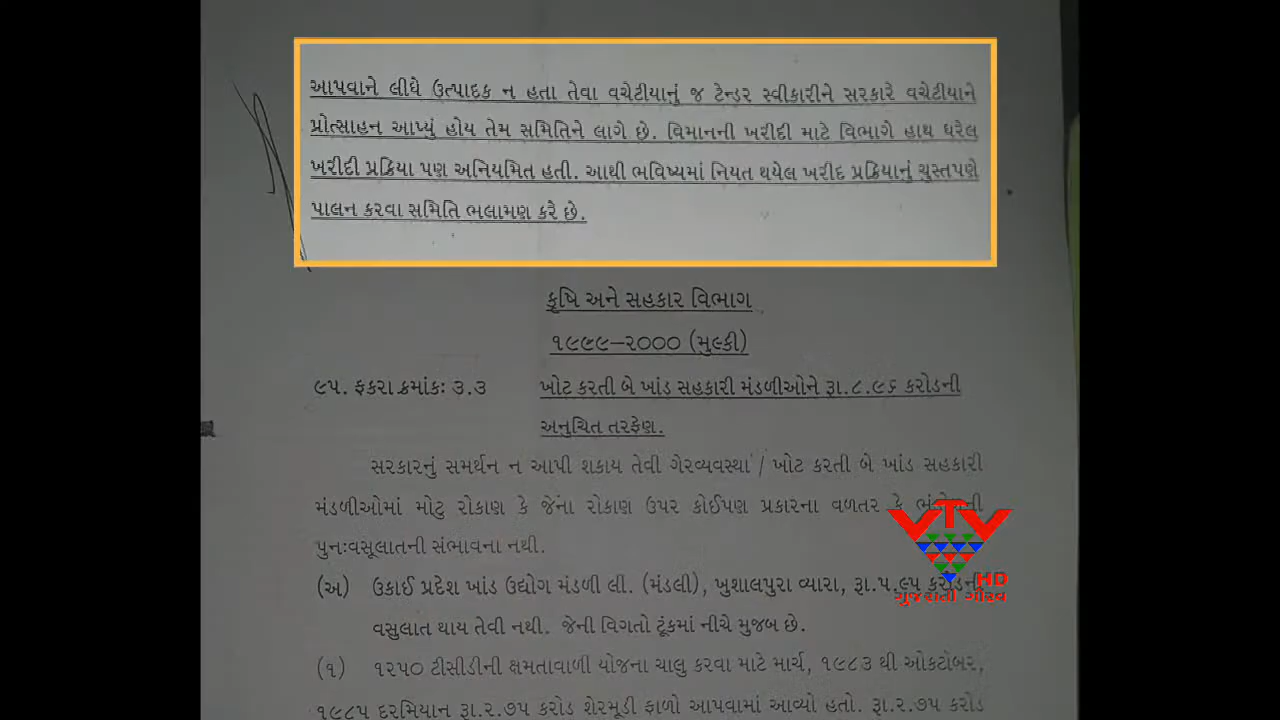 આપવાને લીધે ઉત્પાદક ન હતા તેવા વચેટીયાનું જ ટેન્ડર સ્વીકારીને સરકારે વચેટીયાને
પ્રોત્સાહન આપ્યું હોય તેમ સમિતિને લાગે છે. વિમાનની ખરીદી માટે વિભાગે હાથ ધરેલ
ખરીદી પ્રક્રિયા પણ અનિયમિત હતી. આથી ભવિષ્યમાં નિયત થયેલ ખરીદ પ્રક્રિયાનું ચુસ્તપણે
પાલન કરવા સમિતિ ભલામણ કરે છે.
કૃષિ અને સહકાર વિભાગ
૧૯૯૯-૨૦૦૦ (મુલ્કી)
૯૫. ફકરા ક્રમાંકઃ ૩.૩ ખોટ કરતી બે ખાંડ સહકારી મંડળીઓને રૂા.૮.૯૬ કરોડની
અનુચિત તરફેણ.
સરકારનું સમર્થન ન આપી શકાય તેવી ગેરવ્યવસ્થા / ખોટ કરતી બે ખાંડ સહકારી
મંડળીઓમાં મોટુ રોકાણ કે જેના રોકાણ ઉપર કોઈપણ પ્રકારના વળતર કે
પુનઃવસૂલાતની સંભાવના નથી.
(અ) ઉકાઈ પ્રદેશ ખાંડ ઉદ્યોગ મંડળી લી. (મંડલી), ખુશાલપુરા વ્યારા, રૂા.૫.૯૫ કરોડની
વસુલાત થાય તેવી નથી. જેની વિગતો ટૂંકમાં નીચે મુજબ છે.
(૧) ૧૨૫૦ ટીસીડીની ક્ષમતાવાળી યોજના ચાલુ કરવા માટે માર્ચ, ૧૯૮૩ થી ઓકટોબર,
૧૯૮૫ દરમિયાન રૂા.૨.૭૫ કરોડ શેરમૂડી ફાળો આપવામાં આવ્યો હતો. રૂા.૨.૭૫ કરોડ
VTV
HD
ગુજરાતી ગૌરવ